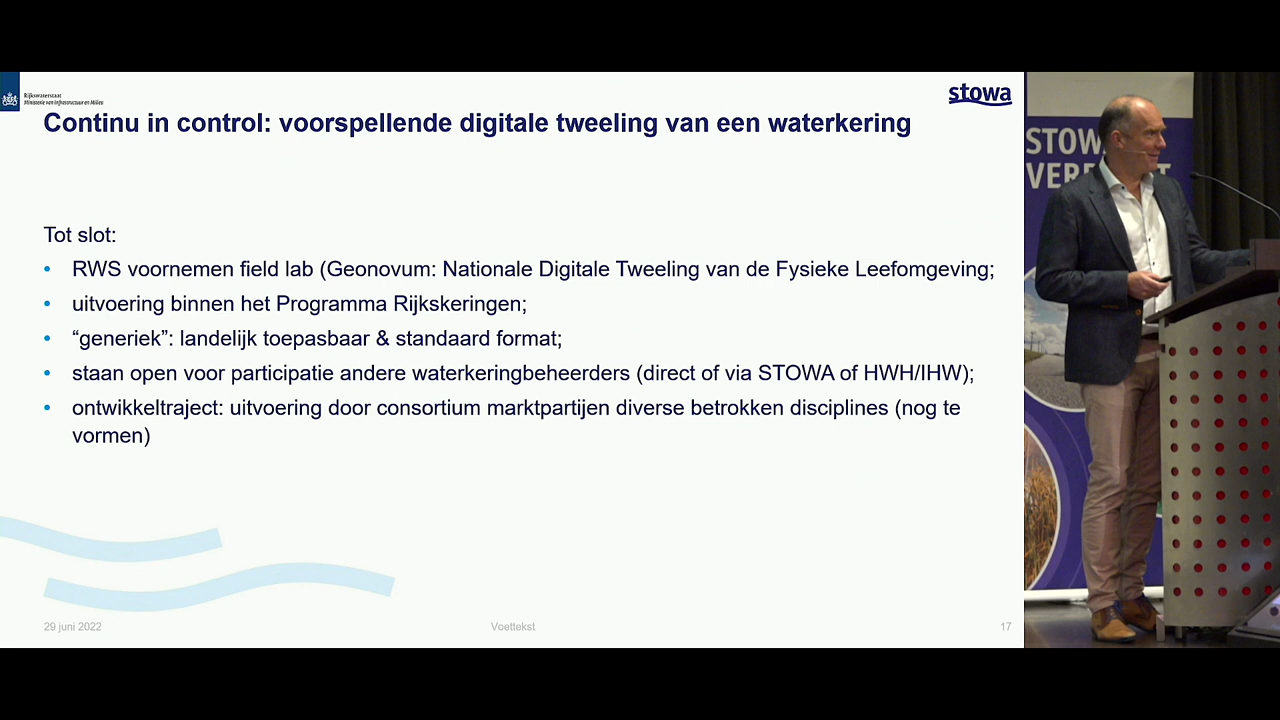 Rijkswaterstaat
Ministerie van Infrastructuur en Milieu
stowa
Continu in control: voorspellende digitale tweeling van een waterkering
Tot slot:
• RWS voornemen field lab (Geonovum: Nationale Digitale Tweeling van de Fysieke Leefomgeving;
• uitvoering binnen het Programma Rijkskeringen;
• “generiek”: landelijk toepasbaar & standaard format;
• staan open voor participatie andere waterkeringbeheerders (direct of via STOWA of HWH/IHW);
• ontwikkeltraject: uitvoering door consortium marktpartijen diverse betrokken disciplines (nog te
vormen)
29 juni 2022
Voettekst
17